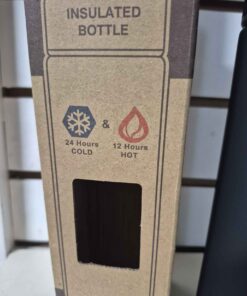 INSULATED
BOTTLE
&
24 Hours 12 Hours
COLD HOT